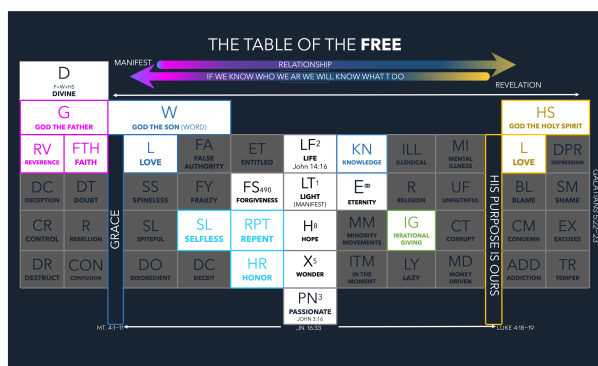 THE TABLE OF THE FREE
MANIFEST
RELATIONSHIP
IF WE KNOW WHO WE AR WE WILL KNOW WHAT T DO
REVELATION
D
F+W+HS
DIVINE
G
GOD THE FATHER
W
GOD THE SON (WORD)
HS
GOD THE HOLY SPIRIT
RV
REVERENCE
FTH
FAITH
L
LOVE
FA
FALSE
AUTHORITY
ET
ENTITLED
LF2
LIFE
John 14:16
KN
KNOWLEDGE
ILL
ILLOGICAL
MI
MENTAL
ILLNESS
L
LOVE
DPR
DEPRESSION
DC
DECEPTION
DT
DOUBT
SS
SPINELESS
FY
FRAILTY
FS490
FORGIVENESS
LT1
LIGHT
(MANIFEST)
E∞
ETERNITY
R
RELIGION
UF
UNFAITHFUL
BL
BLAME
SM
SHAME
CR
CONTROL
R
REBELLION
SL
SPITEFUL
SL
SELFLESS
RPT
REPENT
H8
HOPE
MM
MINORITY
MOVEMENTS
IG
IRRATIONAL
GIVING
CT
CORRUPT
CM
CONDEMN
EX
EXCUSES
DR
DESTRUCT
CON
CONFUSION
DO
DISOBEDIENT
DC
DECEIT
HR
HONOR
X5
WONDER
ITM
IN THE
MOMENT
LY
LAZY
MD
MONEY
DRIVEN
ADD
ADDICTION
TR
TEMPER
PN3
PASSIONATE
JOHN 3:16
GRACE
HIS PURPOSE IS OURS
GALATIANS 5:22-23
MT. 4:1-11
JN. 16:33
LUKE 4:18-19